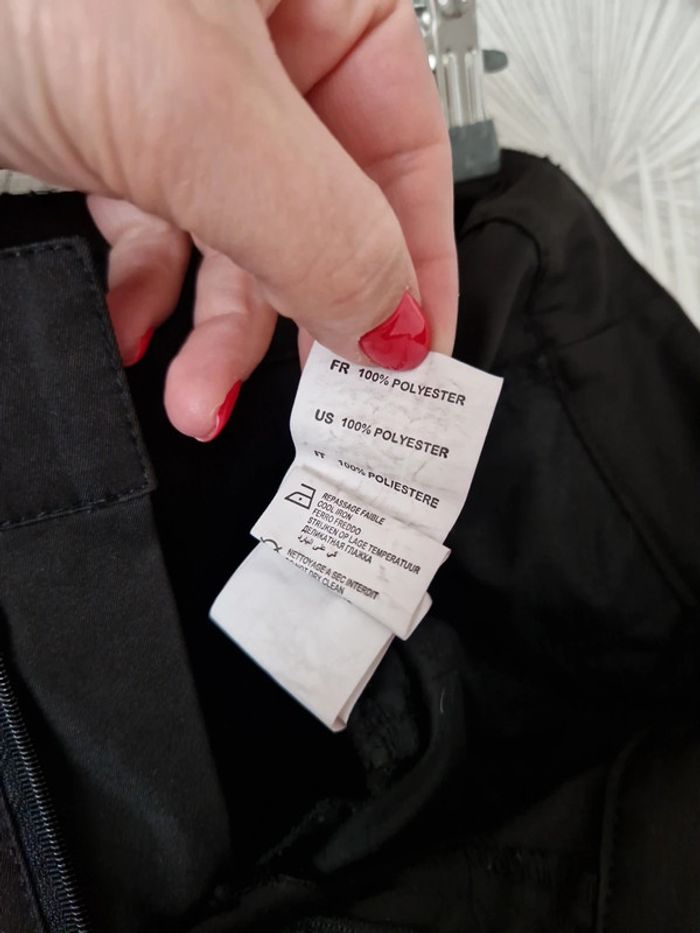 FR 100% POLYESTER
US 100% POLYESTER
IT 100% POLIESTERE
REPASSAGE FAIBLE
COOL IRON
FERRO FREDDO
STRIJKEN OP LAGE TEMPERATUUR
ДЕЛИКАТНАЯ ГЛАЖКА
NETTOYAGE A SEC INTERDIT
NOT DRY CLEAN